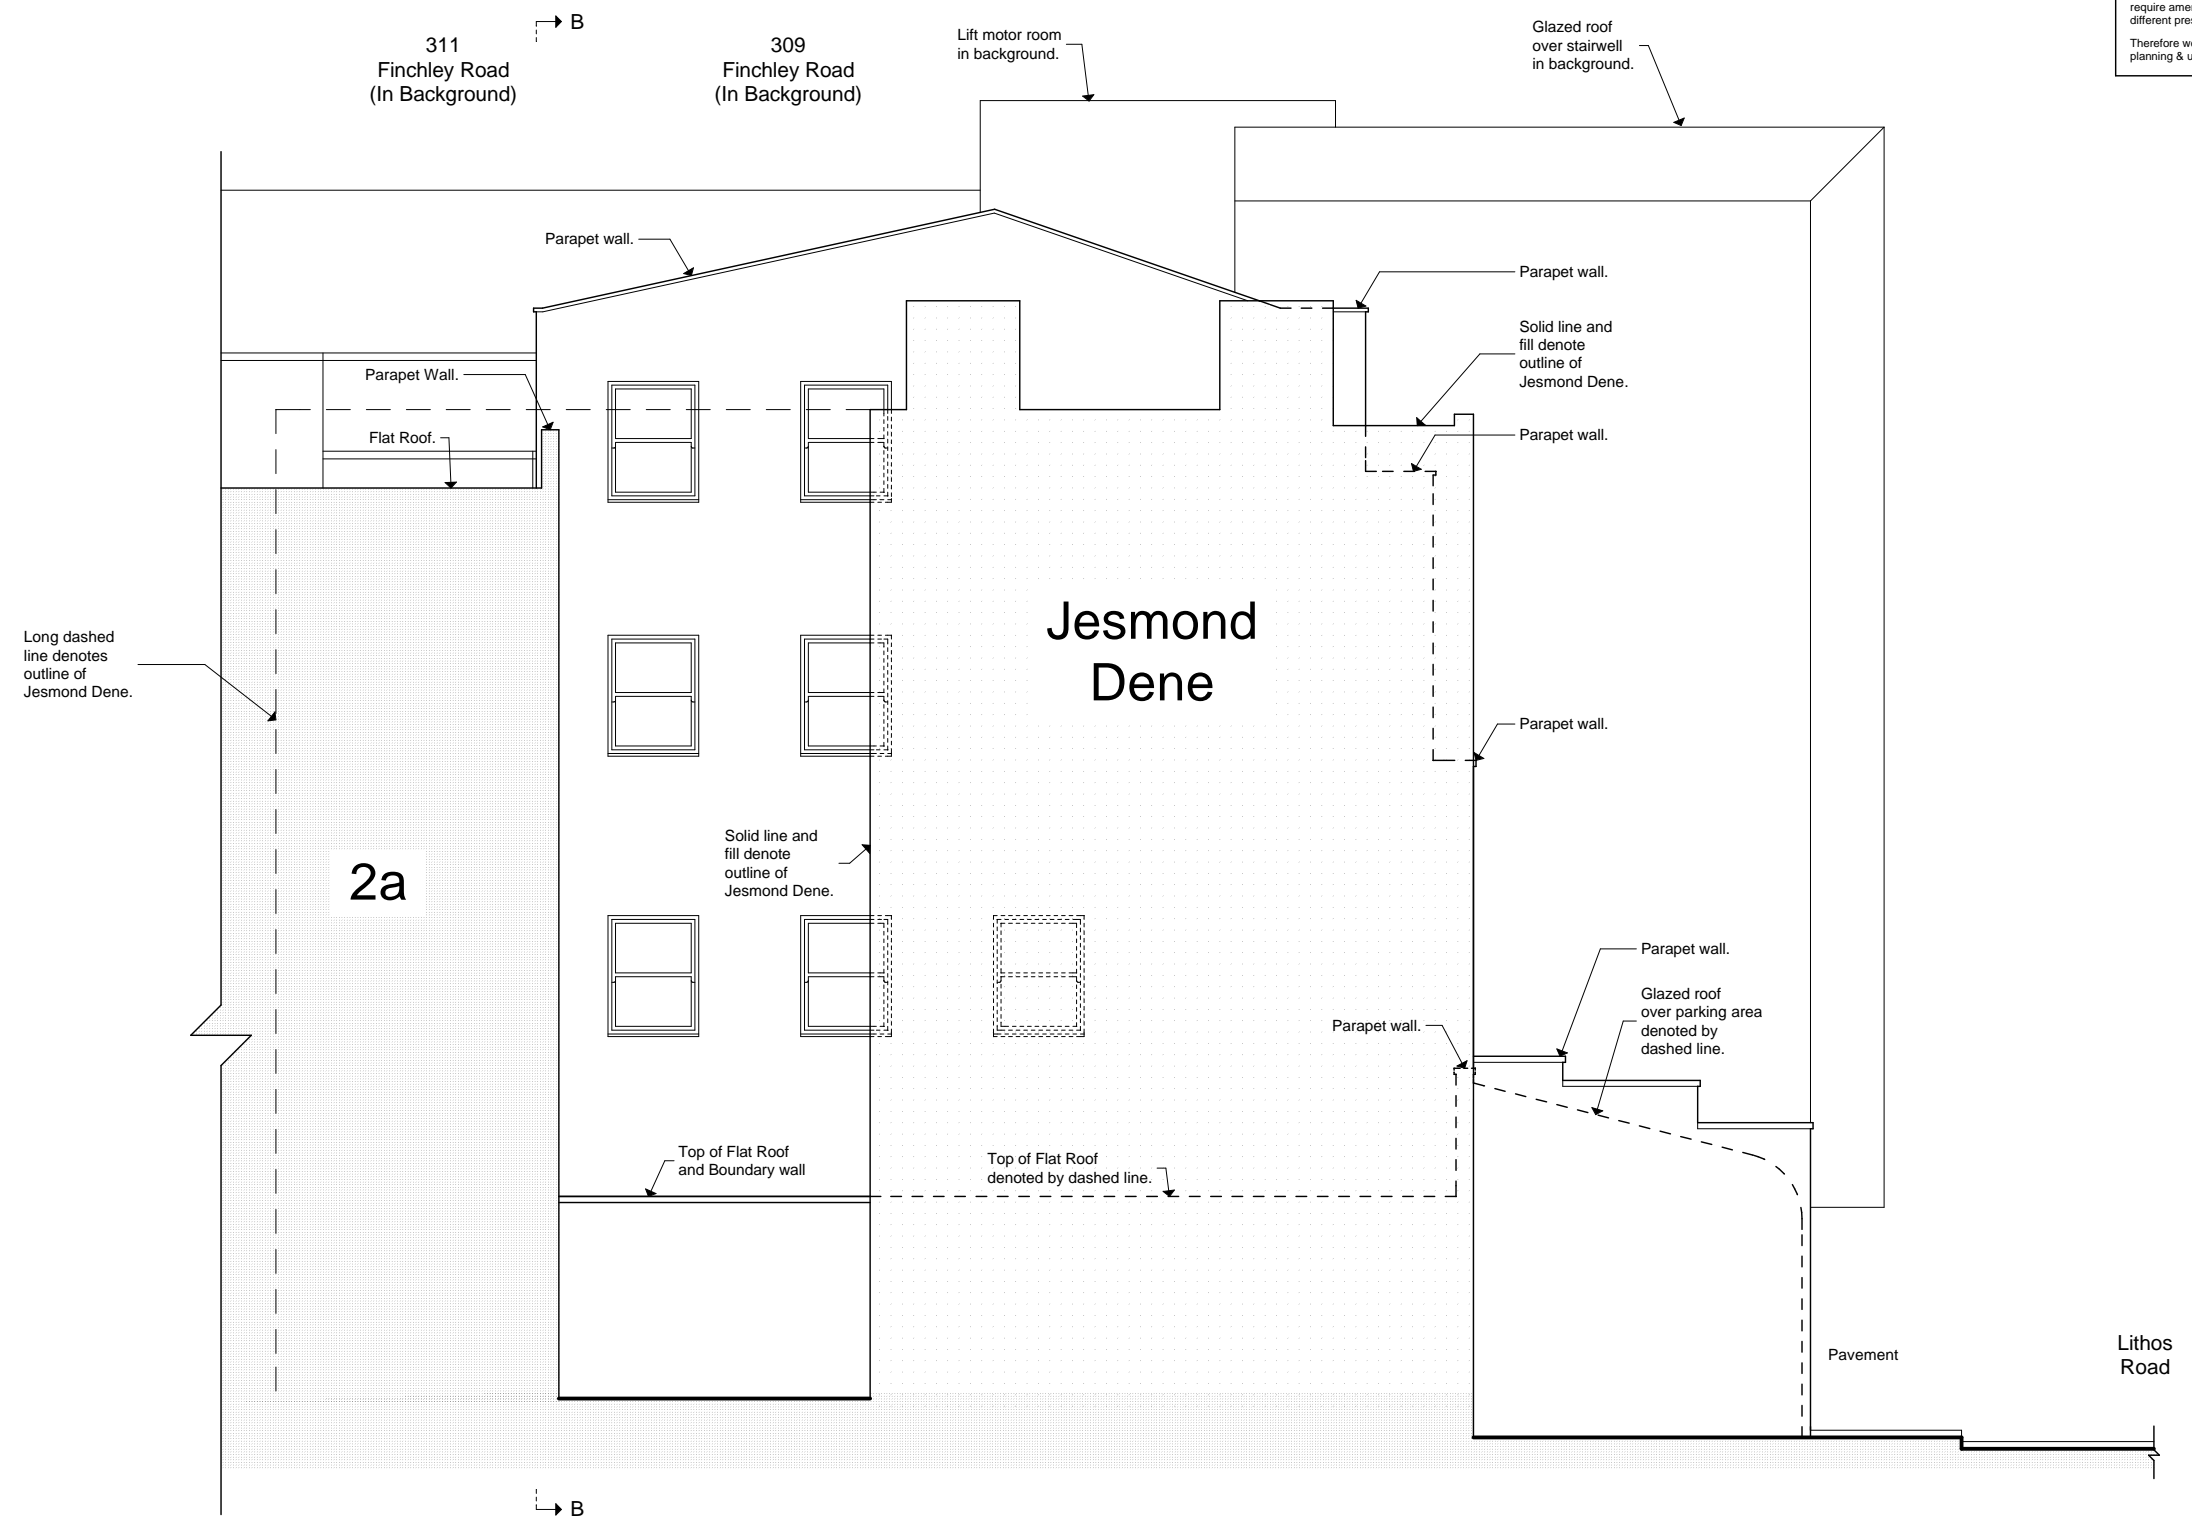 require
different
Therefore
planning & u
B
311
Finchley Road
(In Background)
309
Finchley Road
(In Background)
Lift motor room
in background.
Glazed roof
over stairwell
in background.
Parapet wall.
Parapet wall.
Solid line and
fill denote
outline of
Jesmond Dene.
Parapet Wall.
Flat Roof.
Parapet wall.
Jesmond
Dene
Long dashed
line denotes
outline of
Jesmond Dene.
Parapet wall.
Solid line and
fill denote
outline of
Jesmond Dene.
2a
Parapet wall.
Glazed roof
over parking area
denoted by
dashed line.
Parapet wall.
Top of Flat Roof
and Boundary wall
Top of Flat Roof
denoted by dashed line.
Pavement
Lithos
Road
B